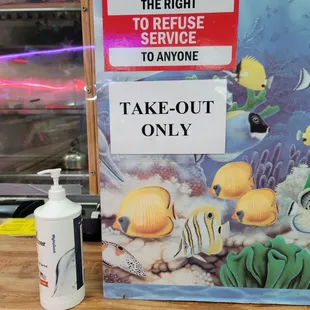 THE RIGHT
TO REFUSE
SERVICE
TO ANYONE
TAKE-OUT
ONLY